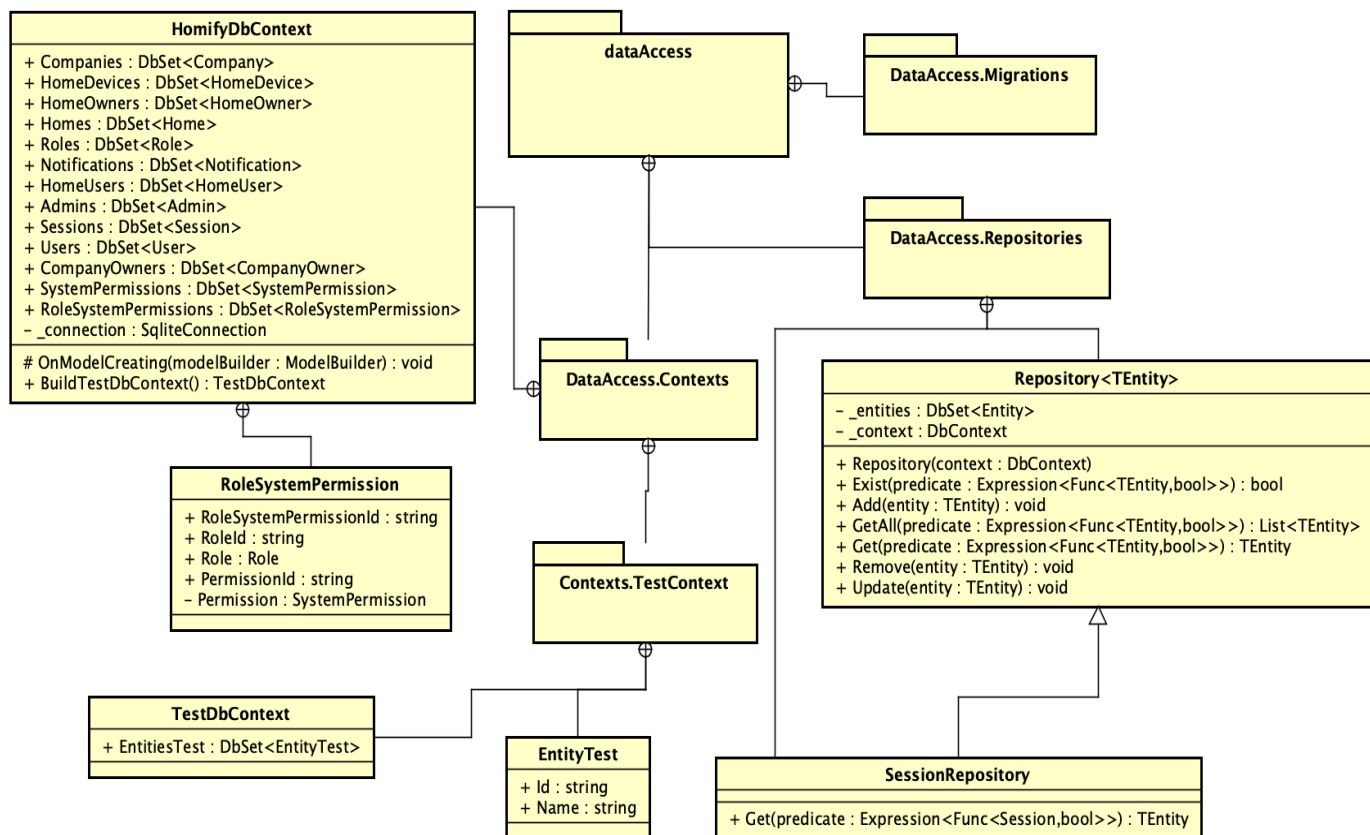 HomifyDbContext
+ Companies : DbSet<Company>
+ HomeDevices : DbSet<HomeDevice>
+ HomeOwners : DbSet<HomeOwner>
+ Homes : DbSet<Home>
+ Roles : DbSet<Role>
+ Notifications : DbSet<Notification>
+ HomeUsers : DbSet<HomeUser>
+ Admins : DbSet<Admin>
+ Sessions : DbSet<Session>
+ Users : DbSet<User>
+ CompanyOwners : DbSet<CompanyOwner>
+ SystemPermissions : DbSet<SystemPermission>
+ RoleSystemPermissions : DbSet<RoleSystemPermission>
− _connection : SqliteConnection
# OnModelCreating(modelBuilder : ModelBuilder) : void
+ BuildTestDbContext() : TestDbContext
dataAccess
DataAccess.Migrations
DataAccess.Repositories
DataAccess.Contexts
Repository<TEntity>
− _entities : DbSet<Entity>
− _context : DbContext
+ Repository(context : DbContext)
+ Exist(predicate : Expression<Func<TEntity,bool>>) : bool
+ Add(entity : TEntity) : void
+ GetAll(predicate : Expression<Func<TEntity,bool>>) : List<TEntity>
+ Get(predicate : Expression<Func<TEntity,bool>>) : TEntity
+ Remove(entity : TEntity) : void
+ Update(entity : TEntity) : void
RoleSystemPermission
+ RoleSystemPermissionId : string
+ RoleId : string
+ Role : Role
+ PermissionId : string
− Permission : SystemPermission
Contexts.TestContext
TestDbContext
+ EntitiesTest : DbSet<EntityTest>
EntityTest
+ Id : string
+ Name : string
SessionRepository
+ Get(predicate : Expression<Func<Session,bool>>) : TEntity